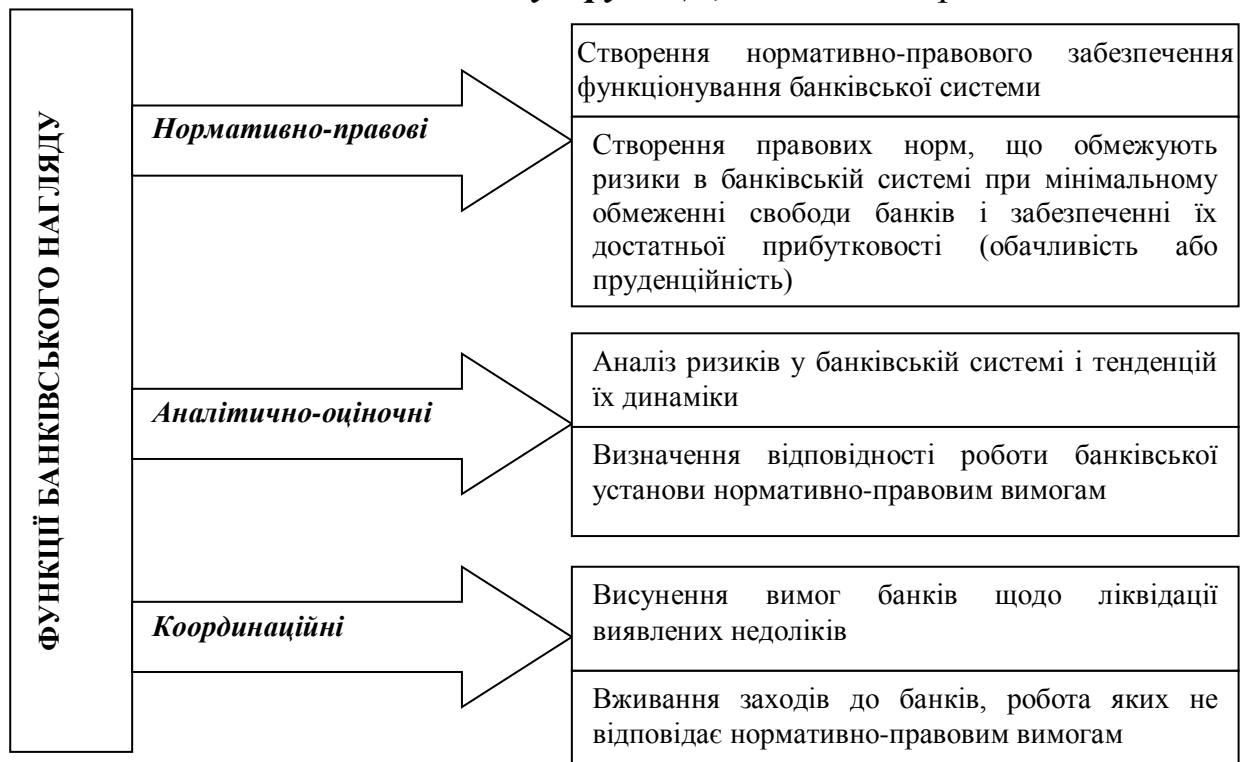 ФУНКЦІЇ БАНКІВСЬКОГО НАГЛЯДУ
Нормативно-правові
Створення нормативно-правового забезпечення
функціонування банківської системи
Створення правових норм, що обмежують
ризики в банківській системі при мінімальному
обмеженні свободи банків і забезпеченні їх
достатньої прибутковості (обачливість або
пруденційність)
Аналітично-оціночні
Аналіз ризиків у банківській системі і тенденцій
їх динаміки
Визначення відповідності роботи банківської
установи нормативно-правовим вимогам
Координаційні
Висунення вимог банків щодо ліквідації
виявлених недоліків
Вживання заходів до банків, робота яких не
відповідає нормативно-правовим вимогам